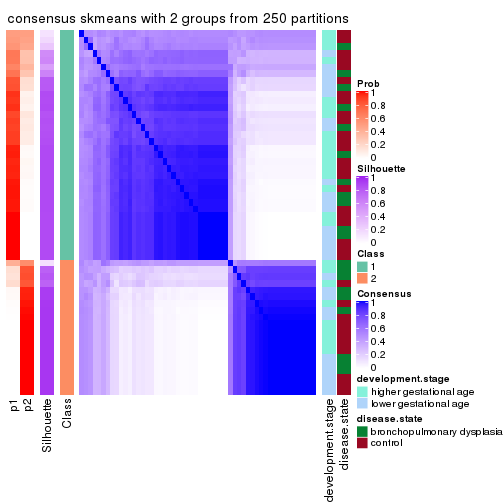 consensus skmeans with 2 groups from 250 partitions
Prob
1
0.8
0.6
0.4
0.2
0
Silhouette
1
0.8
0.6
0.4
0.2
0
Class
1
2
Consensus
1
0.8
0.6
0.4
0.2
0
development.stage
higher gestational age
lower gestational age
disease.state
bronchopulmonary dysplasia
control
p1
p2
Silhouette
Class
development.stage
disease.state